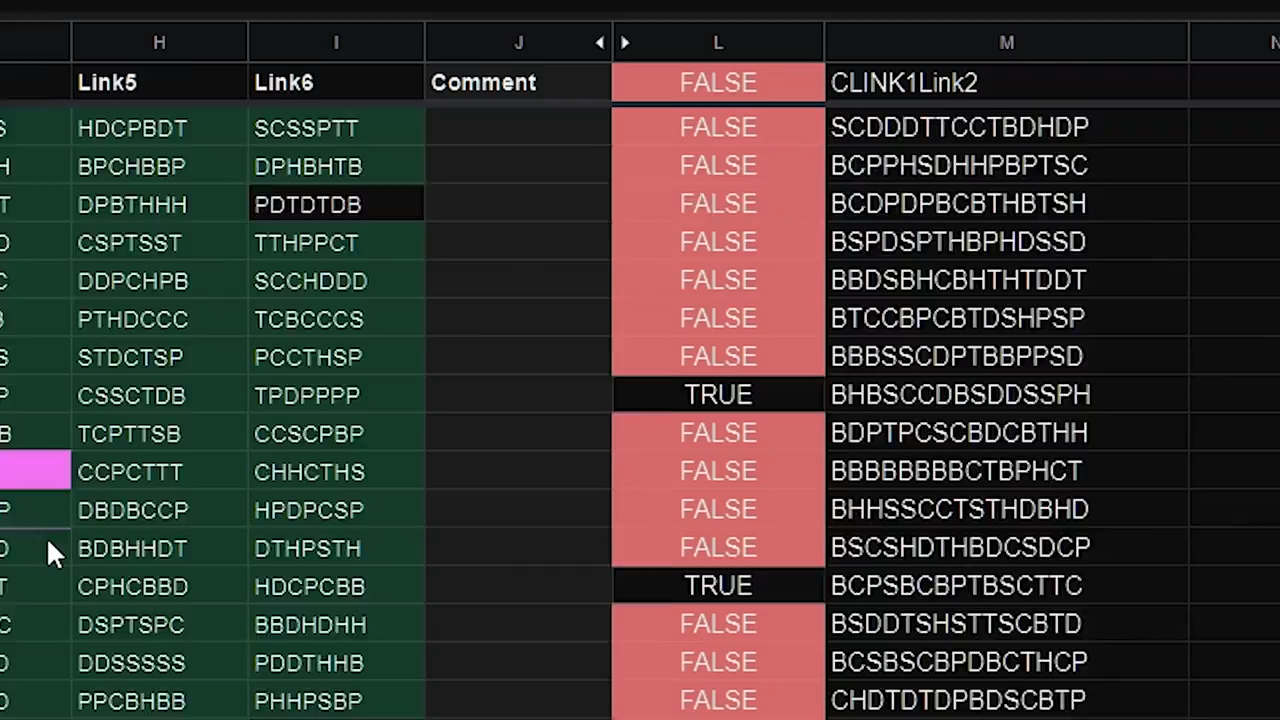 H I J L M N
Link5 Link6 Comment FALSE CLINK1Link2
S HDCPBDT SCSSPTT FALSE SCDDDTTCCTBDHDP
H BPCHBBP DPHBHTB FALSE BCPPHSDHHPBPTSC
T DPBTHHH PDTDTDB FALSE BCDPDPBCBTHBTSH
D CSPTSST TTHPPCT FALSE BSPDSPTHBPHDSSD
C DDPCHPB SCCHDDD FALSE BBDSBHCBHTHTDDT
B PTHDCCC TCBCCCS FALSE BTCCBPCBTDSHPSP
S STDCTSP PCCTHSP FALSE BBBSSCDPTBBPPSD
P CSSCTDB TPDPPPP TRUE BHBSCCDBSDDSSPH
B TCPTTSB CCSCPBP FALSE BDPTPCSCBDCBTHH
CCPCTTT CHHCTHS FALSE BBBBBBBBCTBPHCT
P DBDBCCP HPDPCSP FALSE BHHSSCCTSTHDBHD
D BDBHHDT DTHPSTH FALSE BSCSHDTHBDCSDCP
T CPHCBBD HDCPCBB TRUE BCPSBCBPTBSCTTC
C DSPTSPC BBDHDHH FALSE BSDDTSHSTTSCBTD
D DDSSSSS PDDTHHB FALSE BCSBSCBPDBCTHCP
D PPCBHBB PHHPSBP FALSE CHDTDTDPBDSCBTP